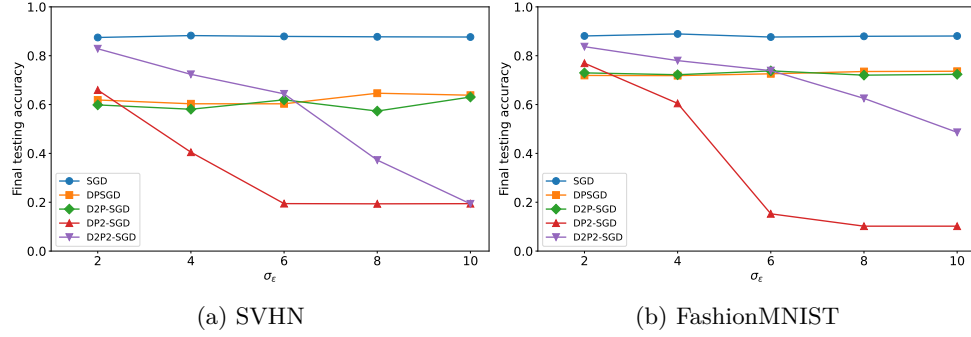 1.0
0.8
0.6
0.4
0.2
0.0
Final testing accuracy
SGD
DPSGD
D2P-SGD
DP2-SGD
D2P2-SGD
2 4 6 8 10
σε
(a) SVHN
1.0
0.8
0.6
0.4
0.2
0.0
Final testing accuracy
SGD
DPSGD
D2P-SGD
DP2-SGD
D2P2-SGD
2 4 6 8 10
σε
(b) FashionMNIST